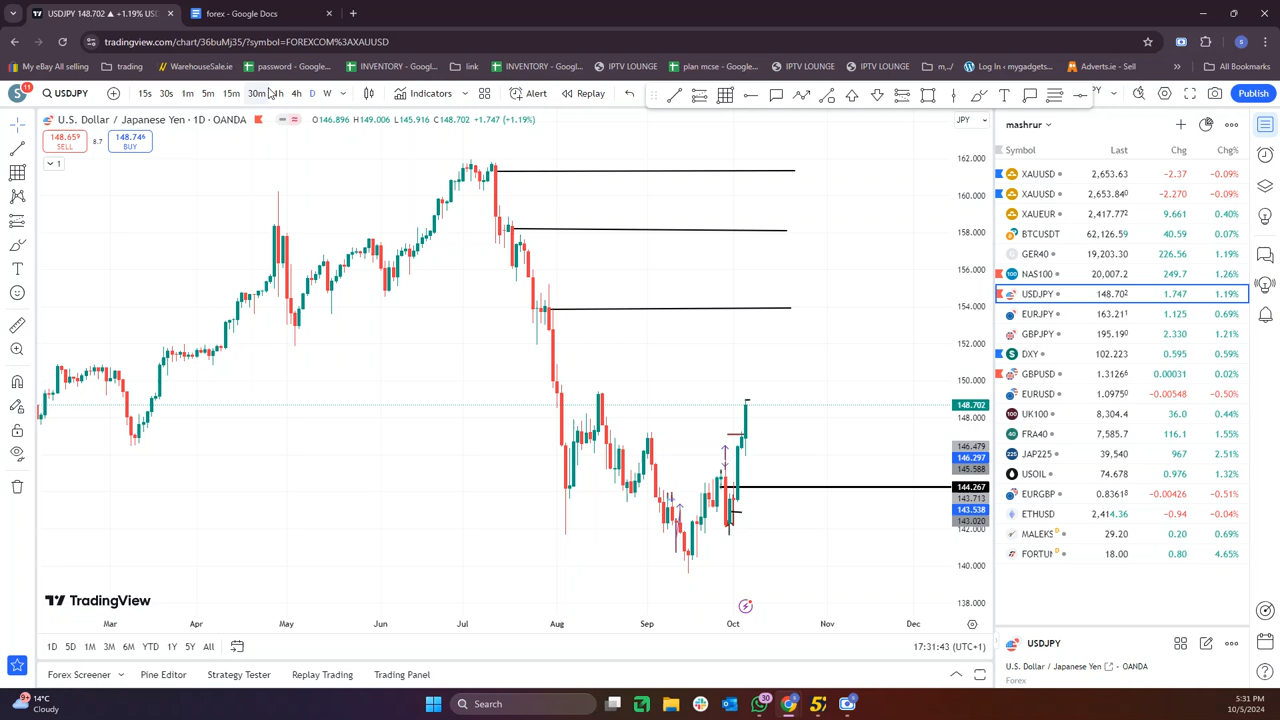 USDJPY 148.702 ▲ +1.19% USD
forex - Google Docs
tradingview.com/chart/36buMj35/?symbol=FOREXCOM%3AXAUUSD
My eBay All selling
trading
WarehouseSale.ie
password - Google...
INVENTORY - Google...
link
INVENTORY - Googl...
IPTV LOUNGE
plan mcse - Google...
IPTV LOUNGE
Log in ‹ mygadgets...
Adverts.ie - Sell
All Bookmarks
S 11
USDJPY
15s 30s 1m 5m 15m 30m 1h 4h D W
Indicators
Alert
Replay
Publish
U.S. Dollar / Japanese Yen · 1D · OANDA
O146.896 H149.006 L145.916 C148.702 +1.747 (+1.19%)
JPY
148.659 SELL
8.7
148.746 BUY
1
162.000
160.000
158.000
156.000
154.000
152.000
150.000
148.702
148.000
146.479
146.297
145.588
144.267
143.713
143.538
143.020
142.000
140.000
138.000
TradingView
Mar Apr May Jun Jul Aug Sep Oct Nov Dec
1D 5D 1M 3M 6M YTD 1Y 5Y All
17:31:43 (UTC+1)
Forex Screener
Pine Editor
Strategy Tester
Replay Trading
Trading Panel
mashrur
Symbol Last Chg Chg%
XAUUSD 2,653.63 -2.37 -0.09%
XAUUSD 2,653.840 -2.270 -0.09%
XAUEUR 2,417.772 9.661 0.40%
BTCUSDT 62,126.59 40.59 0.07%
GER40 19,203.30 226.56 1.19%
NAS100 20,007.2 249.7 1.26%
USDJPY 148.702 1.747 1.19%
EURJPY 163.211 1.125 0.69%
GBPJPY 195.190 2.330 1.21%
DXY 102.223 0.595 0.59%
GBPUSD 1.31266 0.00031 0.02%
EURUSD 1.09750 -0.00548 -0.50%
UK100 8,304.4 36.0 0.44%
FRA40 7,585.7 116.1 1.55%
JAP225 39,540 967 2.51%
USOIL 74.678 0.976 1.32%
EURGBP 0.83618 -0.00426 -0.51%
ETHUSD 2,414.36 -0.94 -0.04%
MALEKS D 29.20 0.20 0.69%
FORTUN D 18.00 0.80 4.65%
USDJPY
U.S. Dollar / Japanese Yen · OANDA
Forex
14°C
Cloudy
Search
30
5:31 PM
10/5/2024